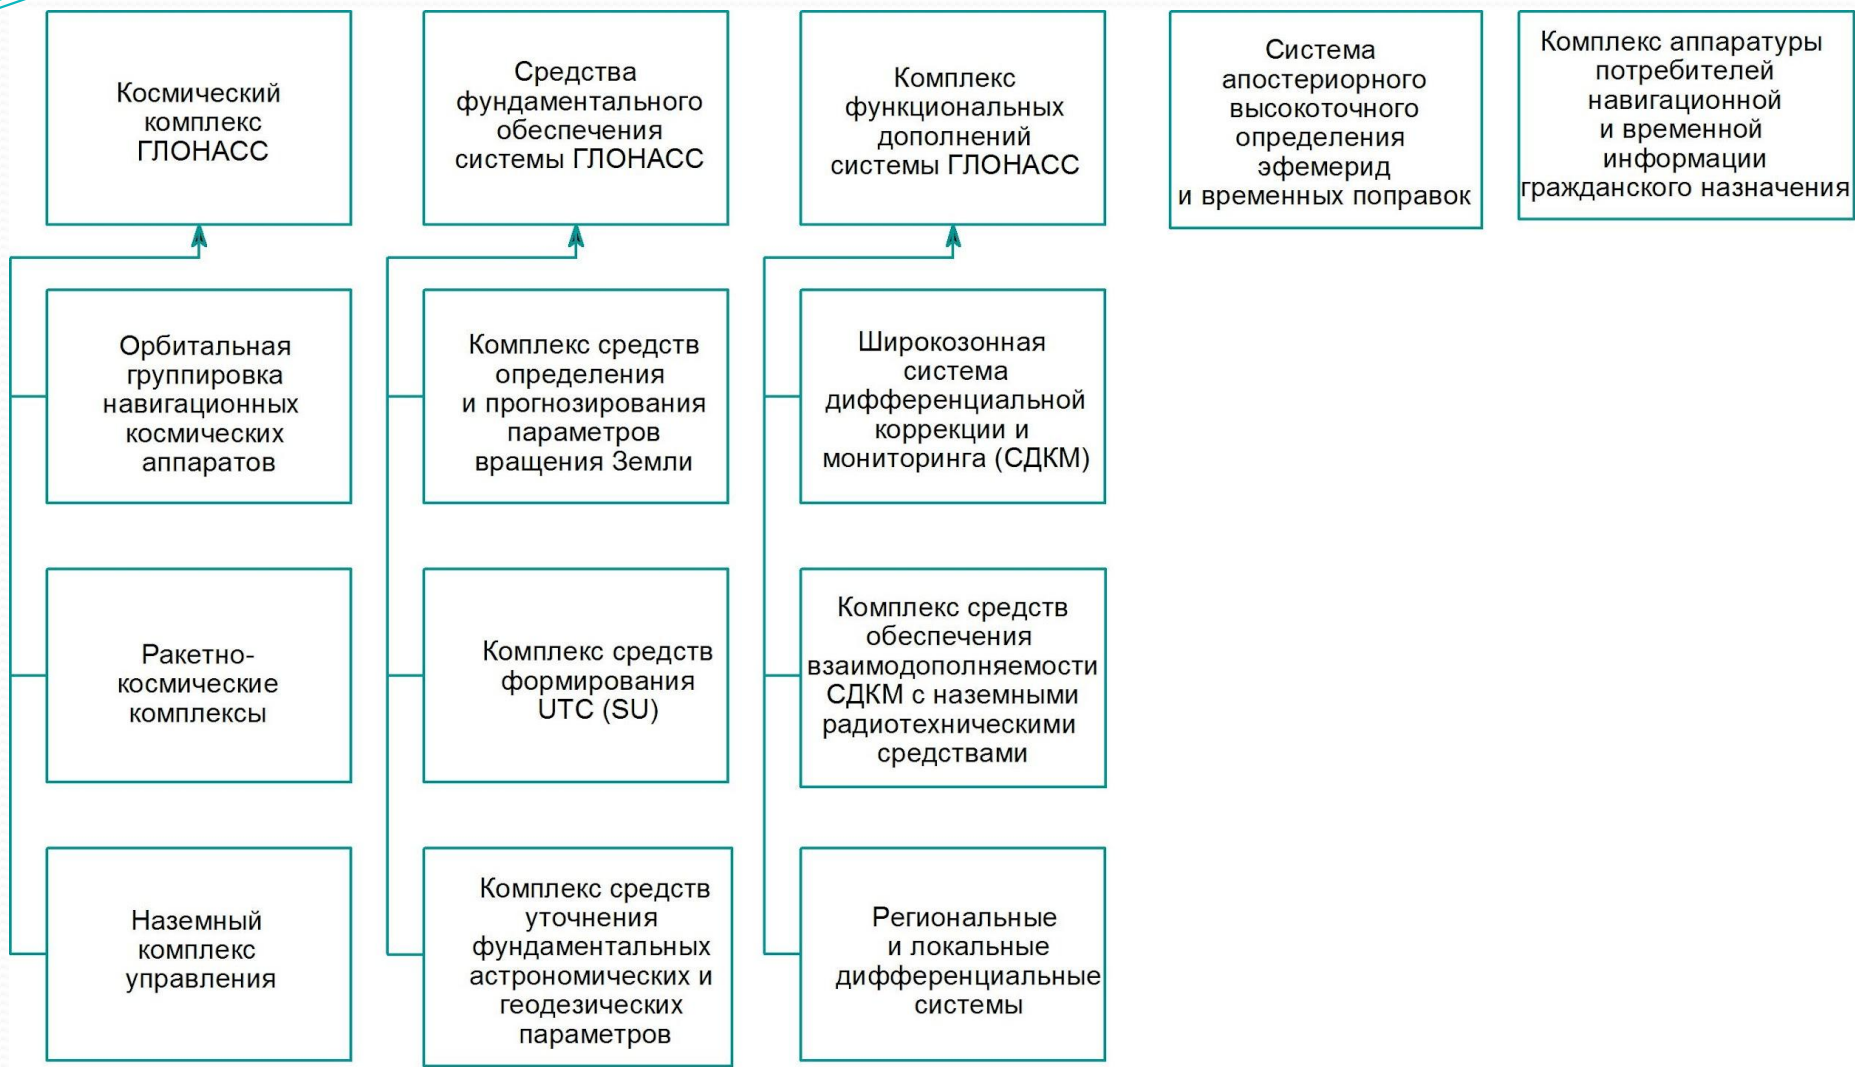 Космический
комплекс
ГЛОНАСС
Средства
фундаментального
обеспечения
системы ГЛОНАСС
Комплекс
функциональных
дополнений
системы ГЛОНАСС
Система
апостериорного
высокоточного
определения
эфемерид
и временных поправок
Комплекс аппаратуры
потребителей
навигационной
и временной
информации
гражданского назначения
Орбитальная
группировка
навигационных
космических
аппаратов
Комплекс средств
определения
и прогнозирования
параметров
вращения Земли
Широкозонная
система
дифференциальной
коррекции и
мониторинга (СДКМ)
Ракетно-
космические
комплексы
Комплекс средств
формирования
UTC (SU)
Комплекс средств
обеспечения
взаимодополняемости
СДКМ с наземными
радиотехническими
средствами
Наземный
комплекс
управления
Комплекс средств
уточнения
фундаментальных
астрономических и
геодезических
параметров
Региональные
и локальные
дифференциальные
системы